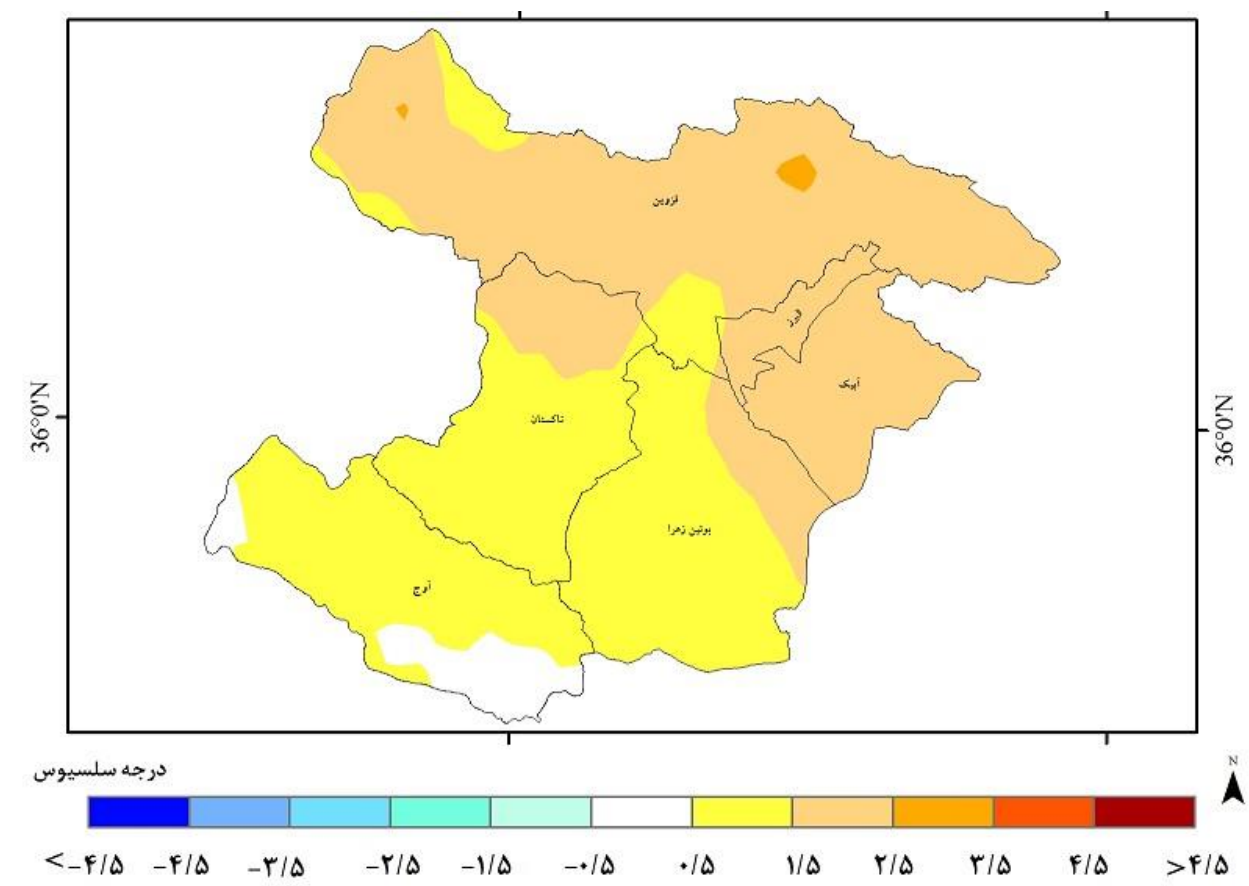 قزوین
البرز
آبیک
36°0'N
36°0'N
تاکستان
بوئین زهرا
آوج
درجه سلسیوس
N
<-۴/۵ -۴/۵ -۳/۵ -۲/۵ -۱/۵ -۰/۵ ۰/۵ ۱/۵ ۲/۵ ۳/۵ ۴/۵ >۴/۵